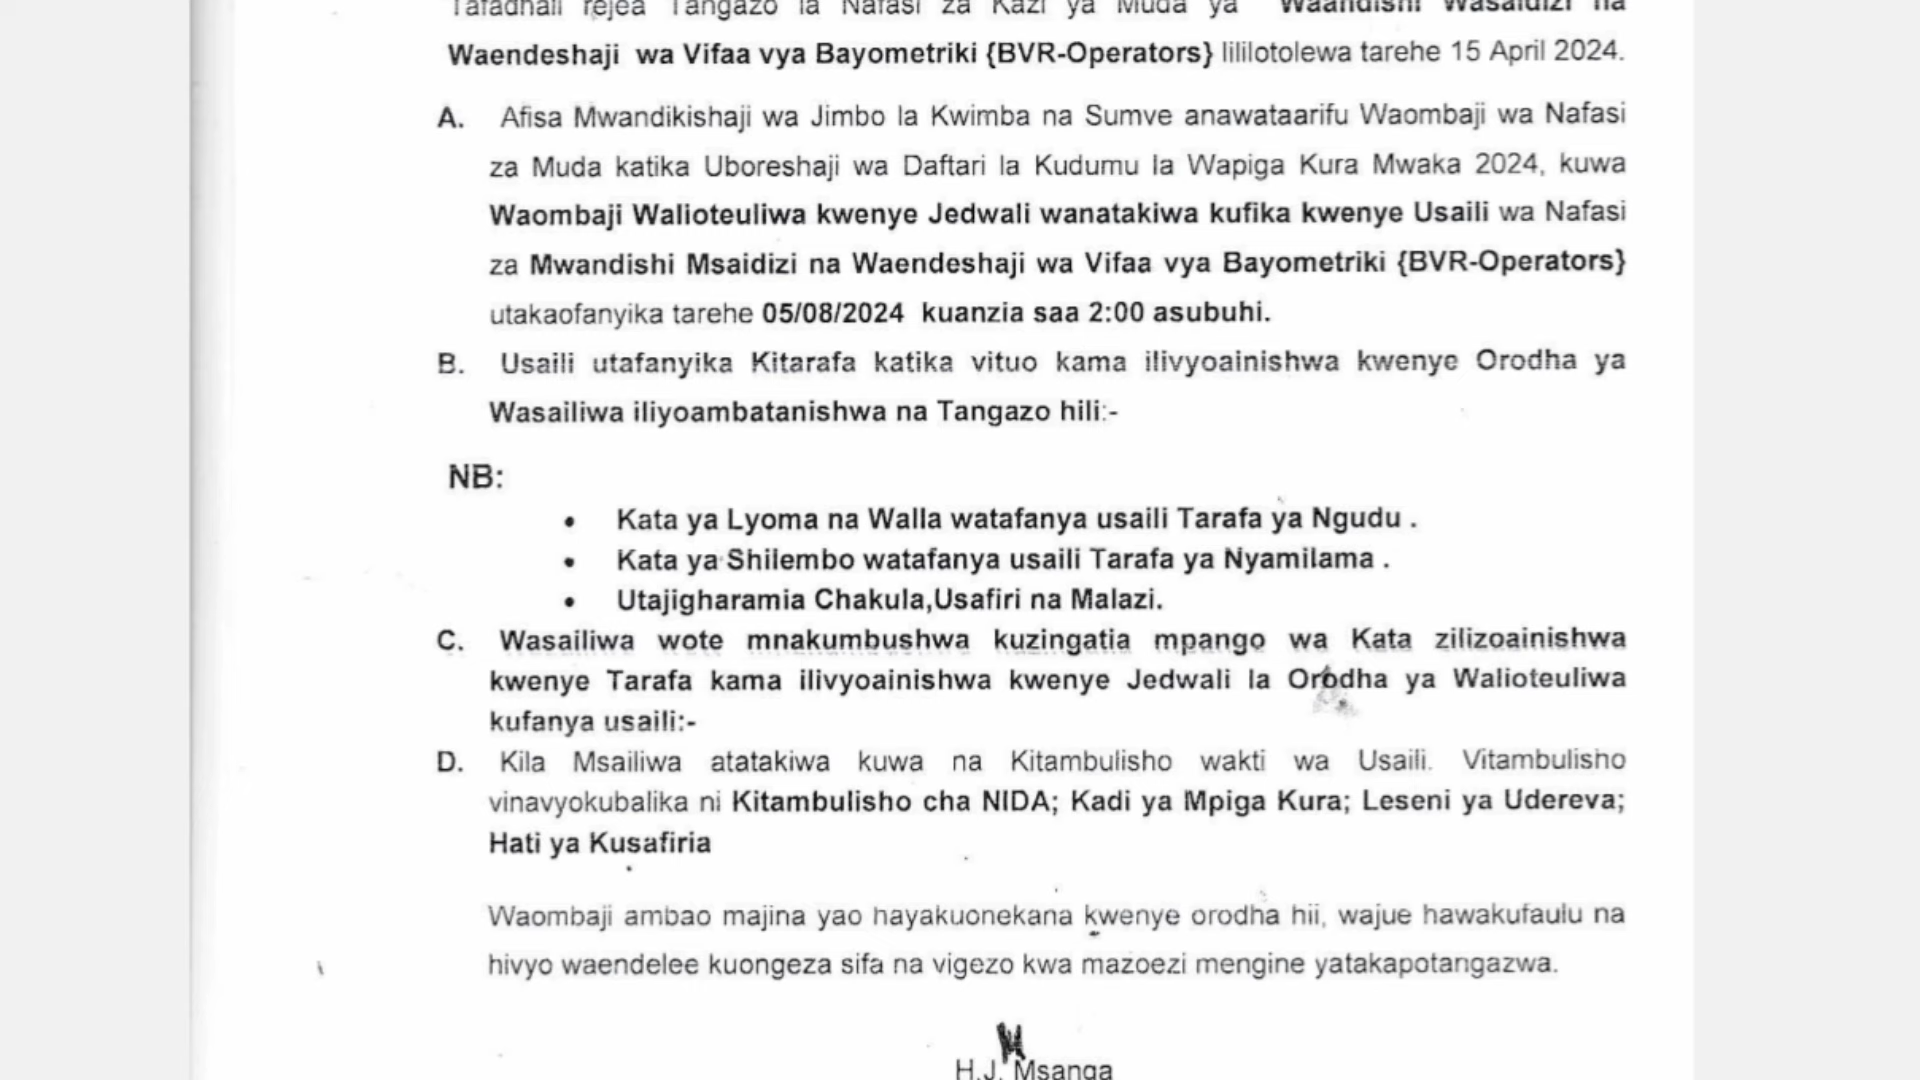 Tafadhali rejea Tangazo la Nafasi za Kazi ya Muda ya Waandishi Wasaidizi na
Waendeshaji wa Vifaa vya Bayometriki {BVR-Operators} lililotolewa tarehe 15 April 2024.
A. Afisa Mwandikishaji wa Jimbo la Kwimba na Sumve anawataarifu Waombaji wa Nafasi
za Muda katika Uboreshaji wa Daftari la Kudumu la Wapiga Kura Mwaka 2024, kuwa
Waombaji Walioteuliwa kwenye Jedwali wanatakiwa kufika kwenye Usaili wa Nafasi
za Mwandishi Msaidizi na Waendeshaji wa Vifaa vya Bayometriki {BVR-Operators}
utakaofanyika tarehe 05/08/2024 kuanzia saa 2:00 asubuhi.
B. Usaili utafanyika Kitarafa katika vituo kama ilivyoainishwa kwenye Orodha ya
Wasailiwa iliyoambatanishwa na Tangazo hili:-
NB:
• Kata ya Lyoma na Walla watafanya usaili Tarafa ya Ngudu .
• Kata ya Shilembo watafanya usaili Tarafa ya Nyamilama .
• Utajigharamia Chakula,Usafiri na Malazi.
C. Wasailiwa wote mnakumbushwa kuzingatia mpango wa Kata zilizoainishwa
kwenye Tarafa kama ilivyoainishwa kwenye Jedwali la Orodha ya Walioteuliwa
kufanya usaili:-
D. Kila Msailiwa atatakiwa kuwa na Kitambulisho wakti wa Usaili. Vitambulisho
vinavyokubalika ni Kitambulisho cha NIDA; Kadi ya Mpiga Kura; Leseni ya Udereva;
Hati ya Kusafiria
Waombaji ambao majina yao hayakuonekana kwenye orodha hii, wajue hawakufaulu na
hivyo waendelee kuongeza sifa na vigezo kwa mazoezi mengine yatakapotangazwa.
H.J. Msanga